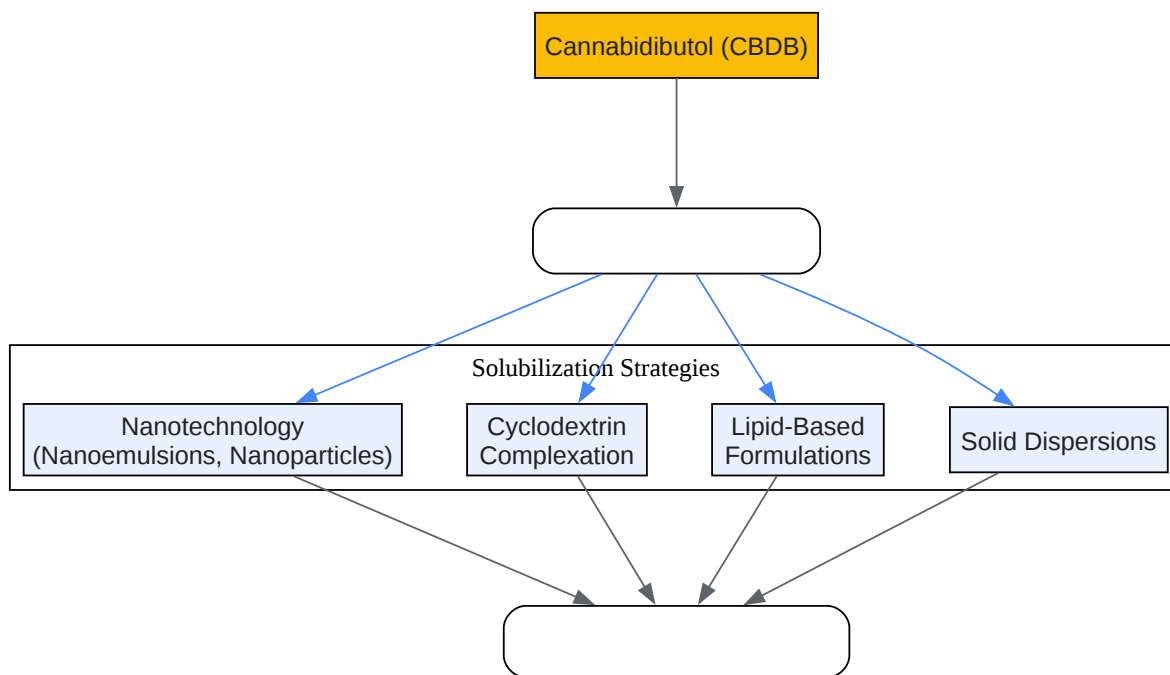 Cannabidibutol (CBDB)
Solubilization Strategies
Nanotechnology
(Nanoemulsions, Nanoparticles)
Cyclodextrin
Complexation
Lipid-Based
Formulations
Solid Dispersions